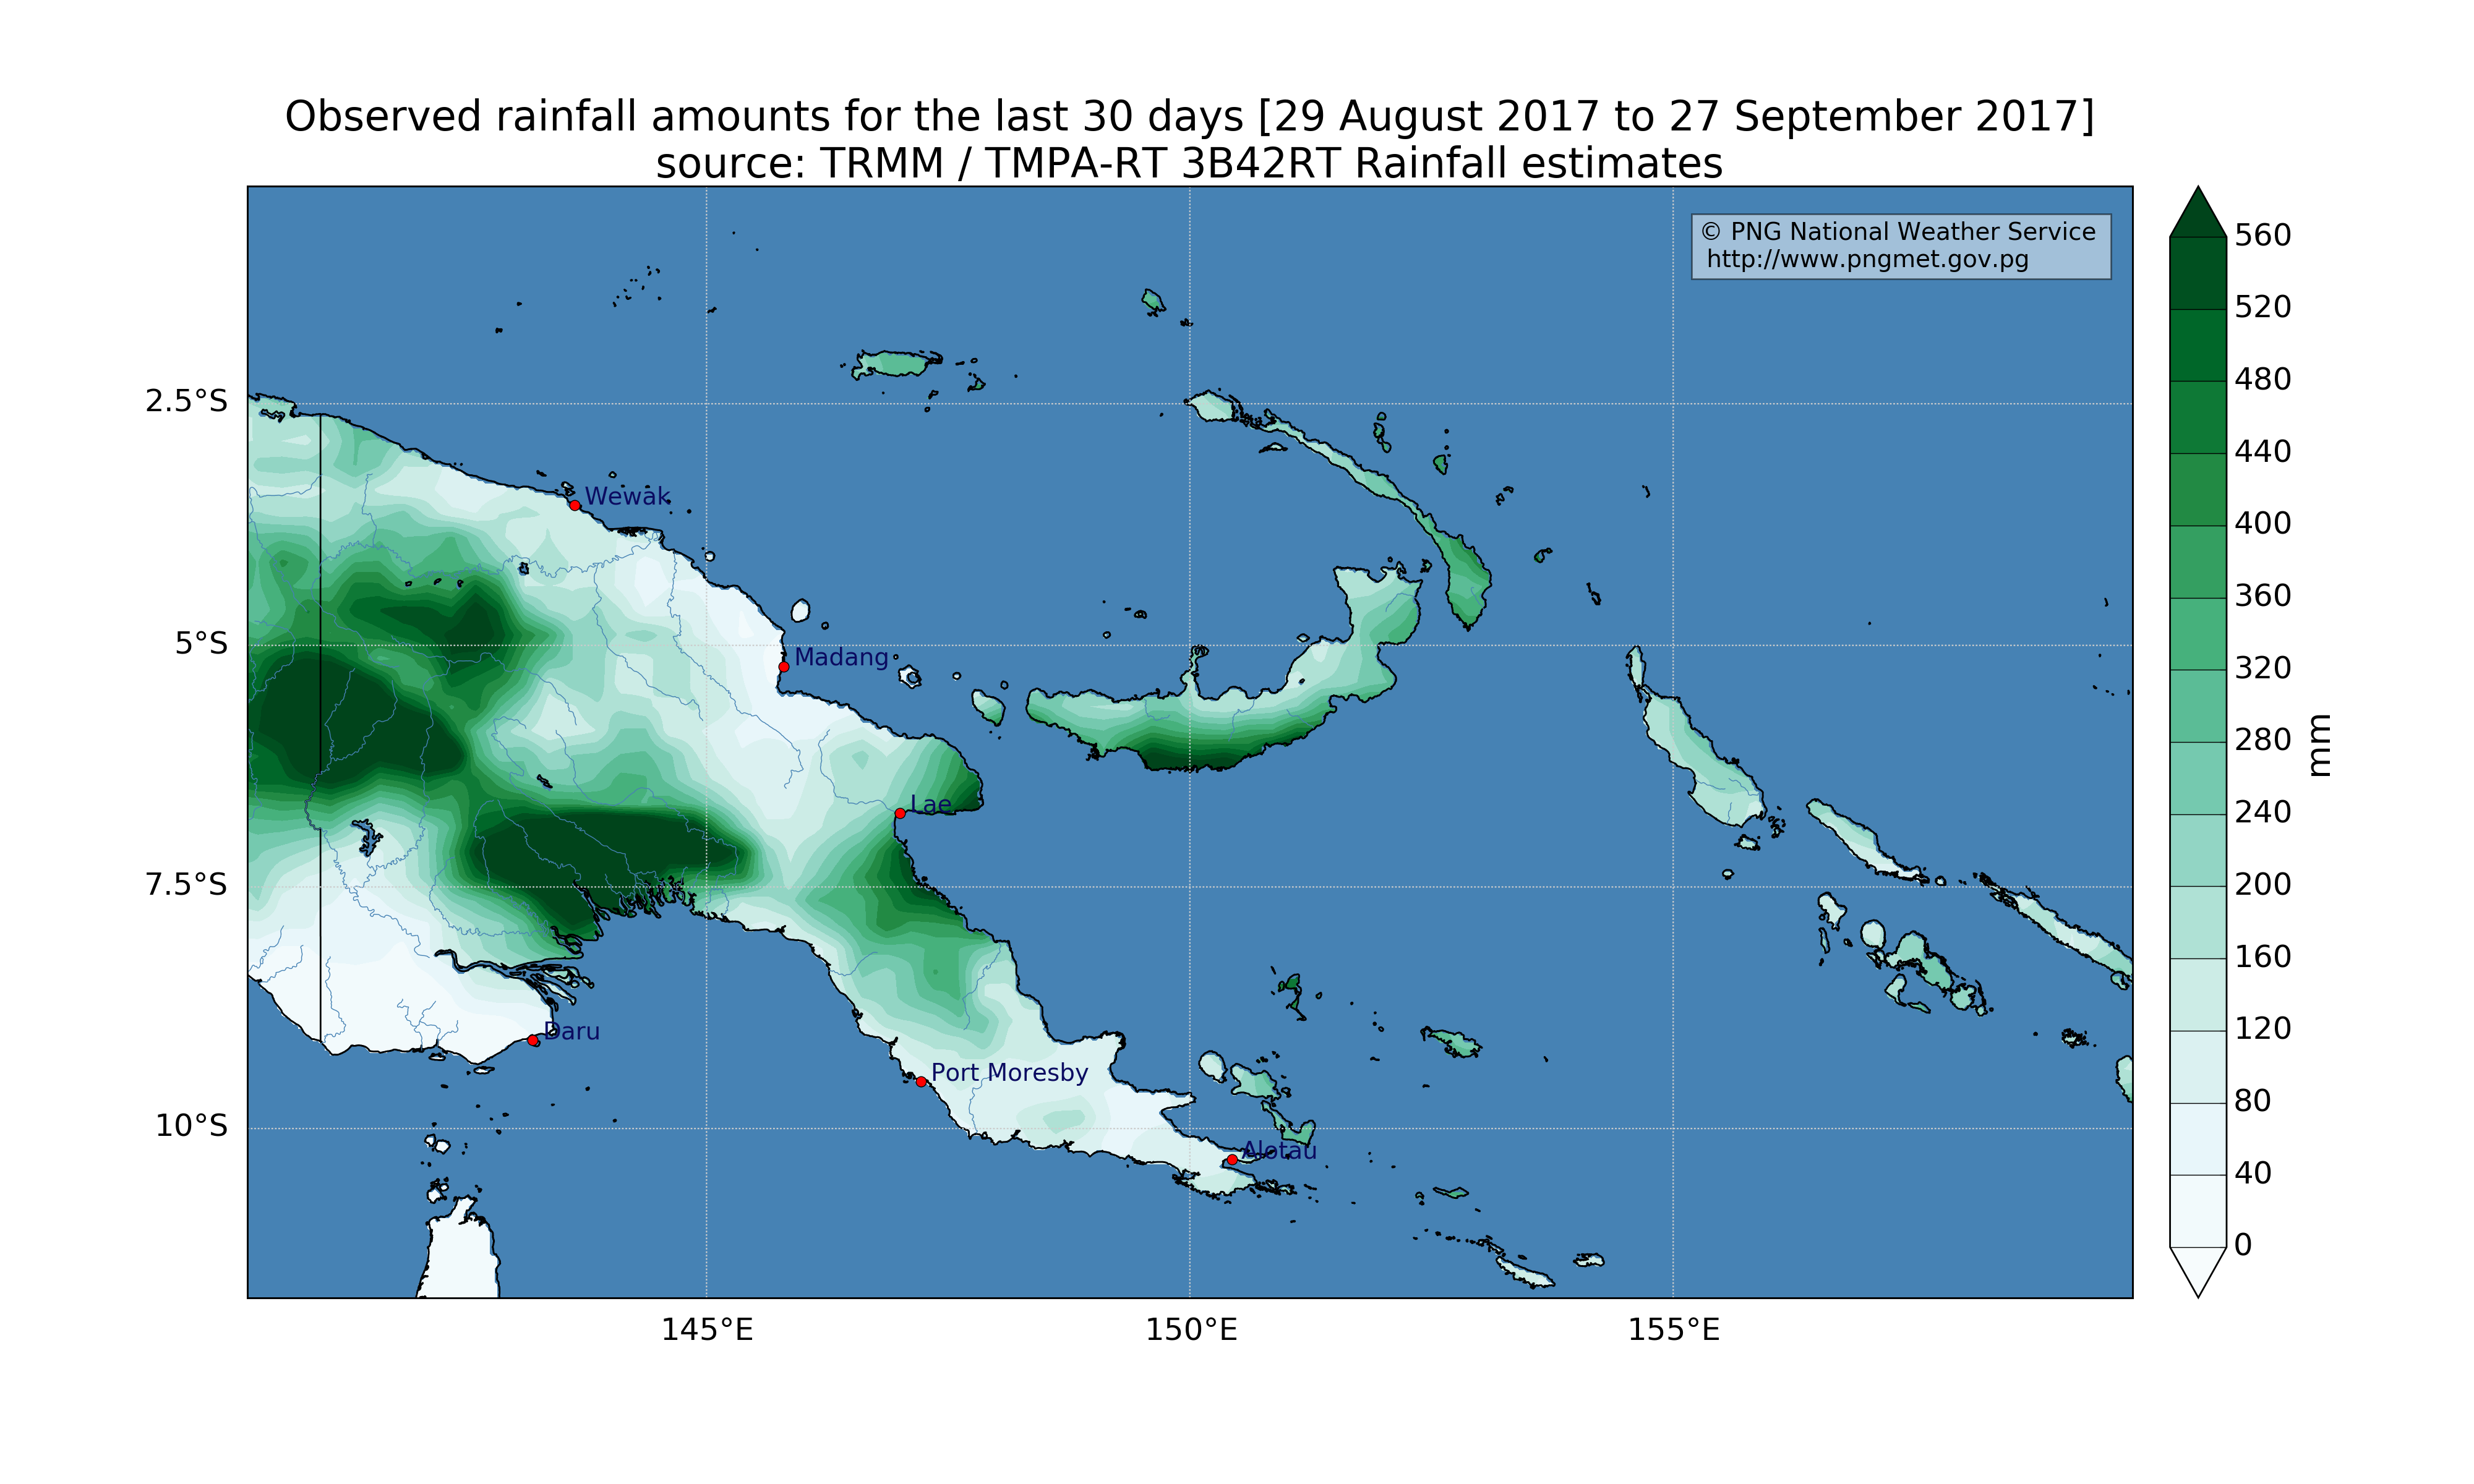 Observed rainfall amounts for the last 30 days [29 August 2017 to 27 September 2017]
source: TRMM / TMPA-RT 3B42RT Rainfall estimates
© PNG National Weather Service
http://www.pngmet.gov.pg
2.5°S
5°S
7.5°S
10°S
Wewak
Madang
Lae
Daru
Port Moresby
Alotau
145°E
150°E
155°E
560
520
480
440
400
360
320
280
240
200
160
120
80
40
0
mm